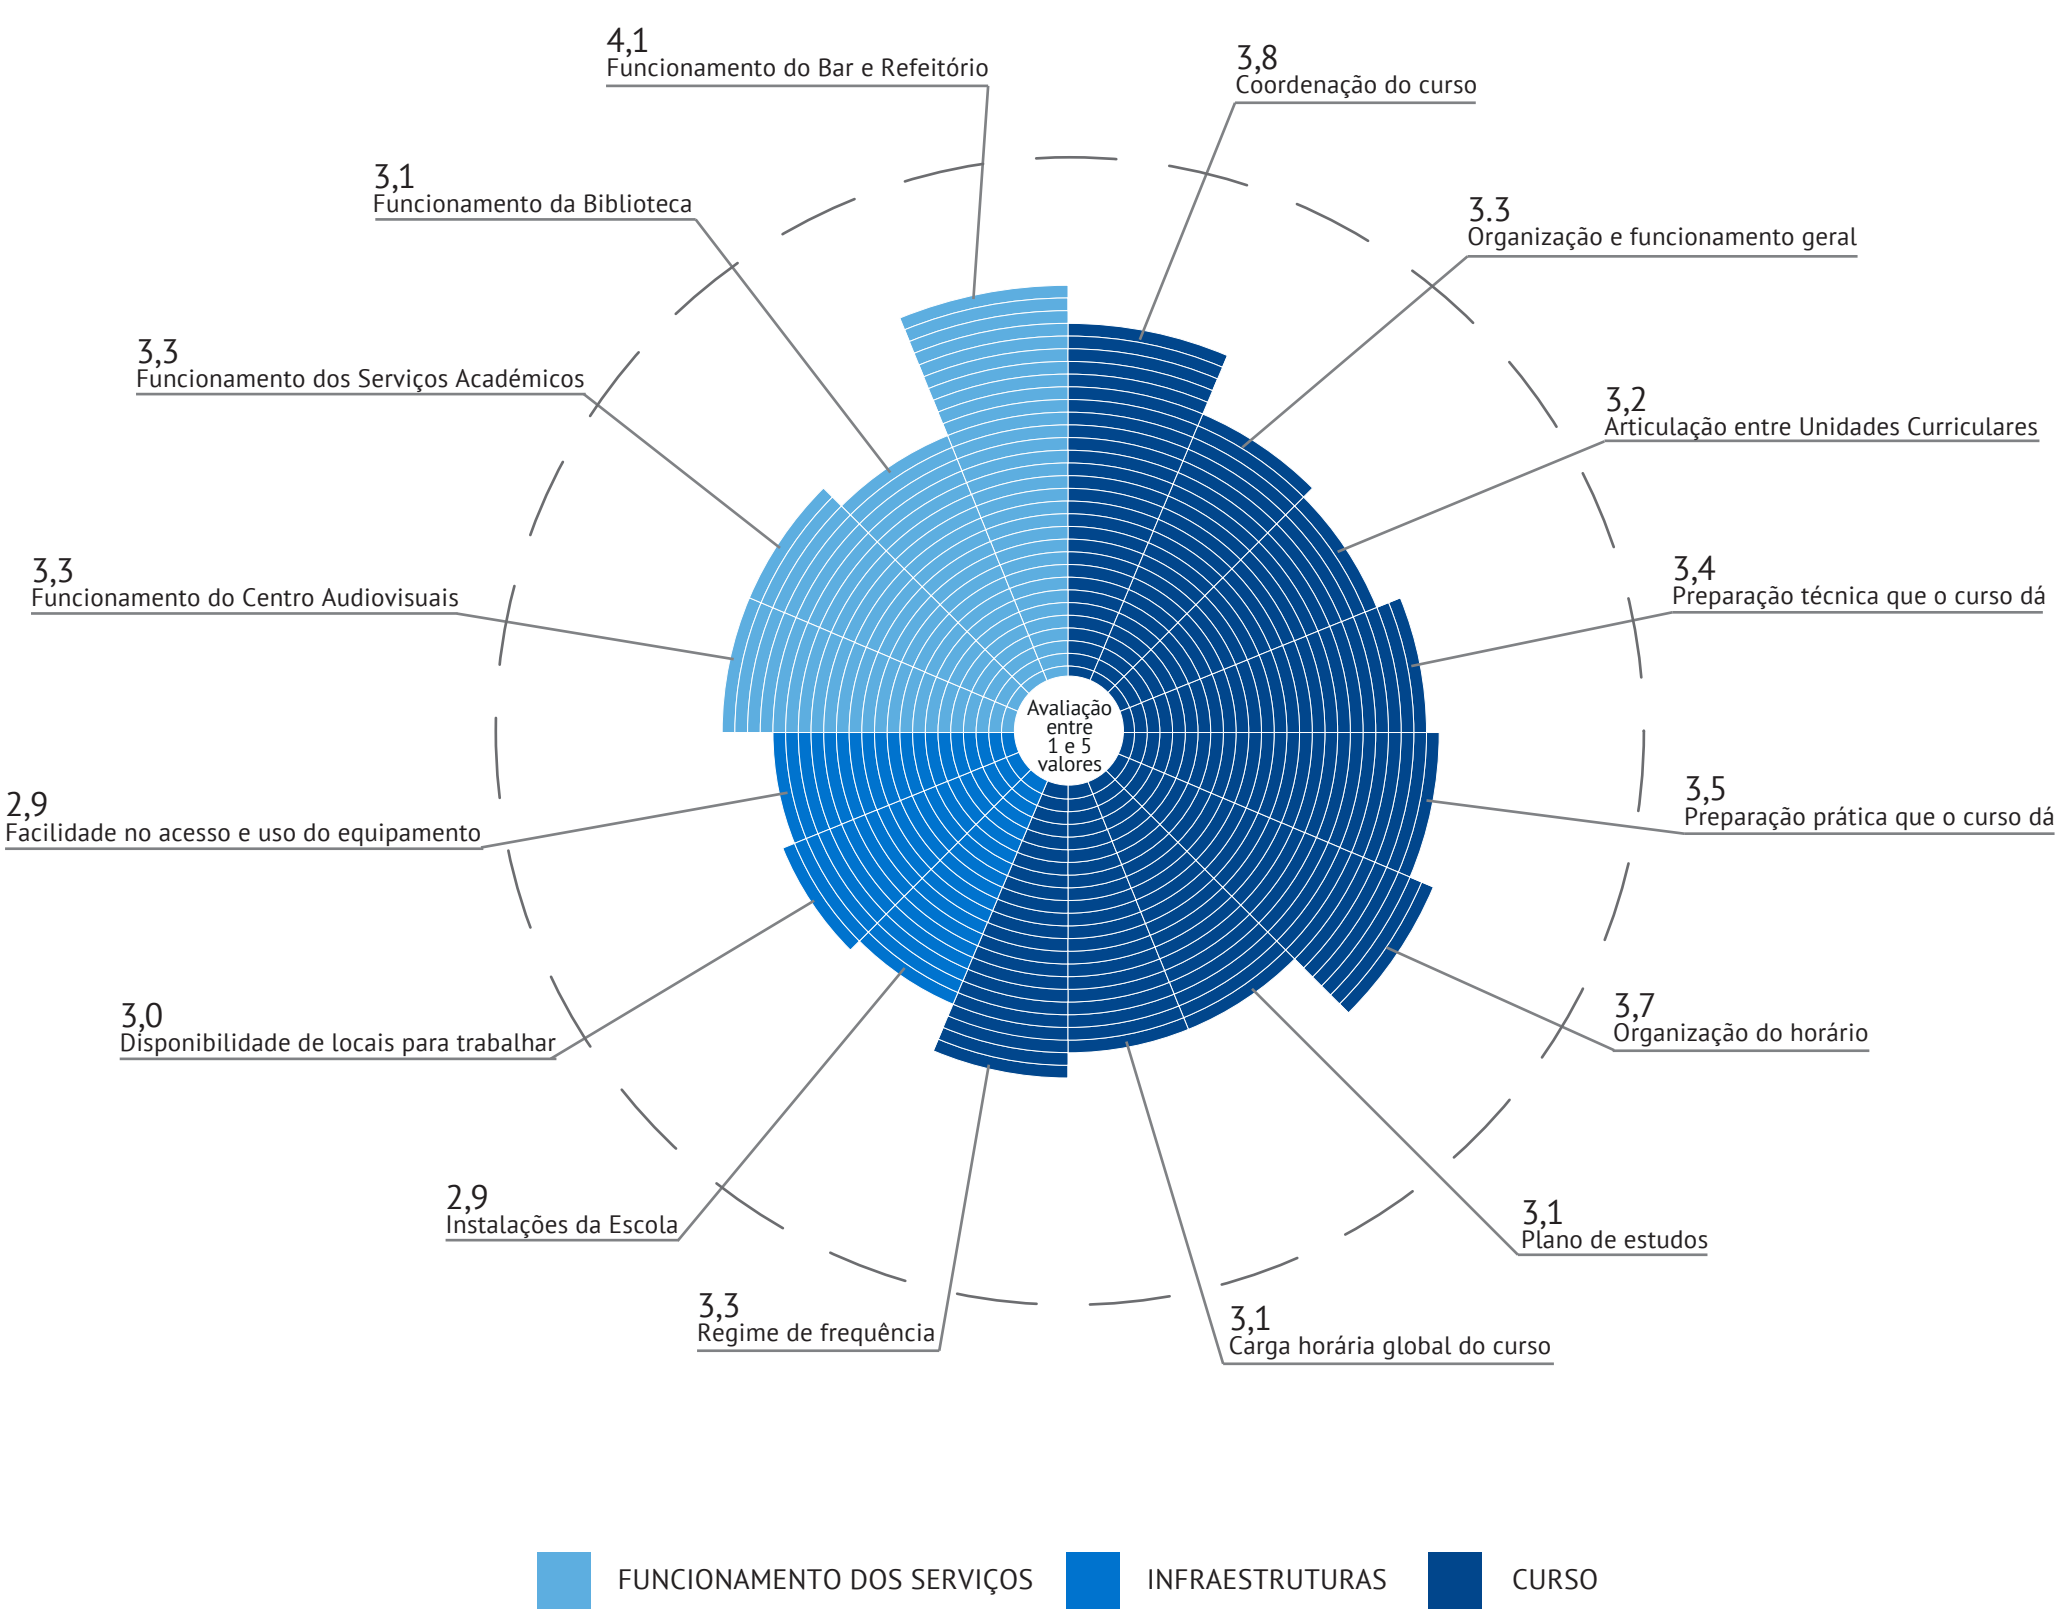 4,1
Funcionamento do Bar e Refeitório
3,8
Coordenação do curso
3,1
Funcionamento da Biblioteca
3.3
Organização e funcionamento geral
3,3
Funcionamento dos Serviços Académicos
3,2
Articulação entre Unidades Curriculares
3,3
Funcionamento do Centro Audiovisuais
3,4
Preparação técnica que o curso dá
Avaliação
entre
1 e 5
valores
2,9
Facilidade no acesso e uso do equipamento
3,5
Preparação prática que o curso dá
3,0
Disponibilidade de locais para trabalhar
3,7
Organização do horário
2,9
Instalações da Escola
3,1
Plano de estudos
3,3
Regime de frequência
3,1
Carga horária global do curso
FUNCIONAMENTO DOS SERVIÇOS
INFRAESTRUTURAS
CURSO